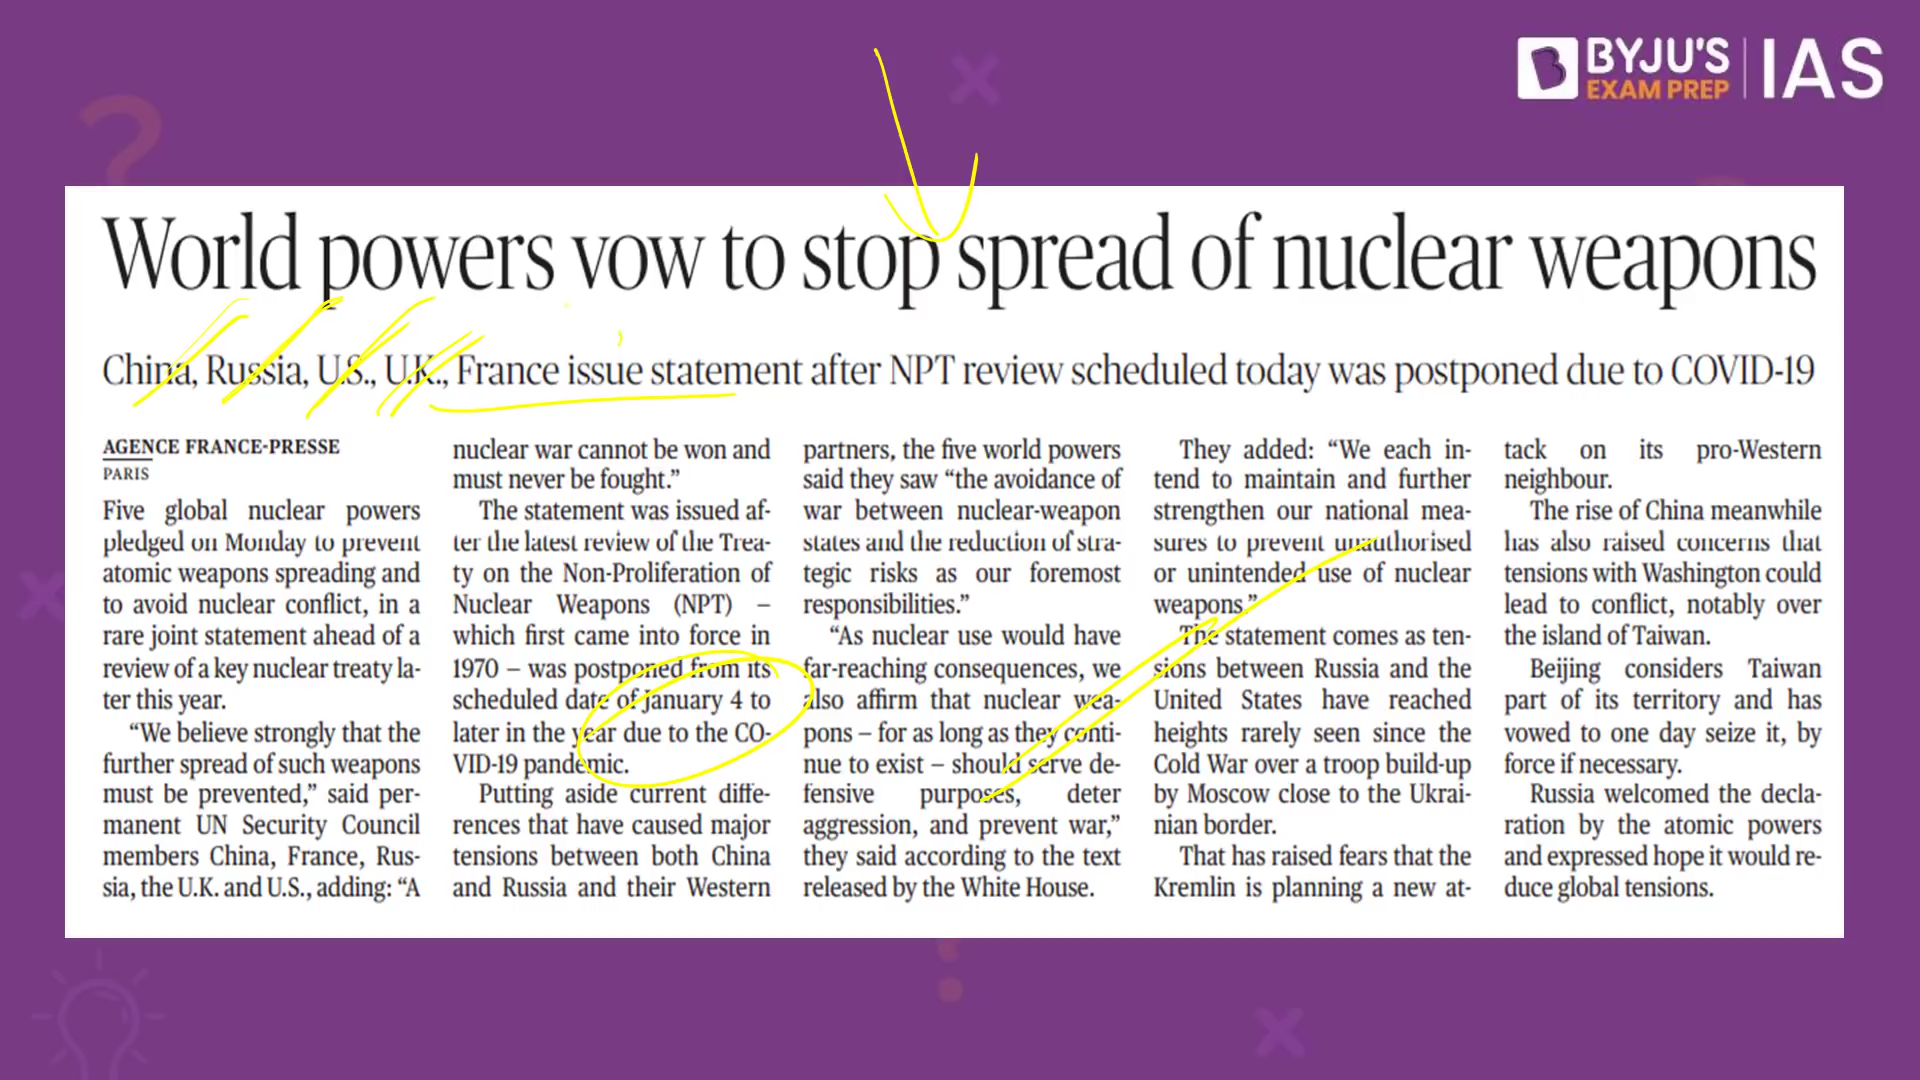 BYJU'S
EXAM PREP
IAS
World powers vow to stop spread of nuclear weapons
China, Russia, U.S., U.K., France issue statement after NPT review scheduled today was postponed due to COVID-19
AGENCE FRANCE-PRESSE
PARIS
Five global nuclear powers
pledged on Monday to prevent
atomic weapons spreading and
to avoid nuclear conflict, in a
rare joint statement ahead of a
review of a key nuclear treaty la-
ter this year.
“We believe strongly that the
further spread of such weapons
must be prevented,” said per-
manent UN Security Council
members China, France, Rus-
sia, the U.K. and U.S., adding: “A
nuclear war cannot be won and
must never be fought.”
The statement was issued af-
ter the latest review of the Trea-
ty on the Non-Proliferation of
Nuclear Weapons (NPT) –
which first came into force in
1970 – was postponed from its
scheduled date of January 4 to
later in the year due to the CO-
VID-19 pandemic.
Putting aside current diffe-
rences that have caused major
tensions between both China
and Russia and their Western
partners, the five world powers
said they saw “the avoidance of
war between nuclear-weapon
states and the reduction of stra-
tegic risks as our foremost
responsibilities.”
“As nuclear use would have
far-reaching consequences, we
also affirm that nuclear wea-
pons – for as long as they conti-
nue to exist – should serve de-
fensive purposes, deter
aggression, and prevent war,”
they said according to the text
released by the White House.
They added: “We each in-
tend to maintain and further
strengthen our national mea-
sures to prevent unauthorised
or unintended use of nuclear
weapons.”
The statement comes as ten-
sions between Russia and the
United States have reached
heights rarely seen since the
Cold War over a troop build-up
by Moscow close to the Ukrai-
nian border.
That has raised fears that the
Kremlin is planning a new at-
tack on its pro-Western
neighbour.
The rise of China meanwhile
has also raised concerns that
tensions with Washington could
lead to conflict, notably over
the island of Taiwan.
Beijing considers Taiwan
part of its territory and has
vowed to one day seize it, by
force if necessary.
Russia welcomed the decla-
ration by the atomic powers
and expressed hope it would re-
duce global tensions.